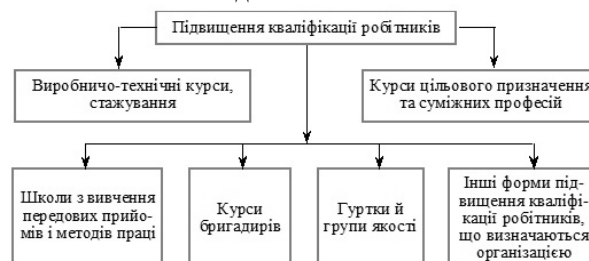 Підвищення кваліфікації робітників
Виробничо-технічні курси,
стажування
Курси цільового призначення
та суміжних професій
Школи з вивчення
передових прийо-
мів і методів праці
Курси
бригадирів
Гуртки й
групи якості
Інші форми під-
вищення кваліфі-
кації робітників,
що визначаються
організацією